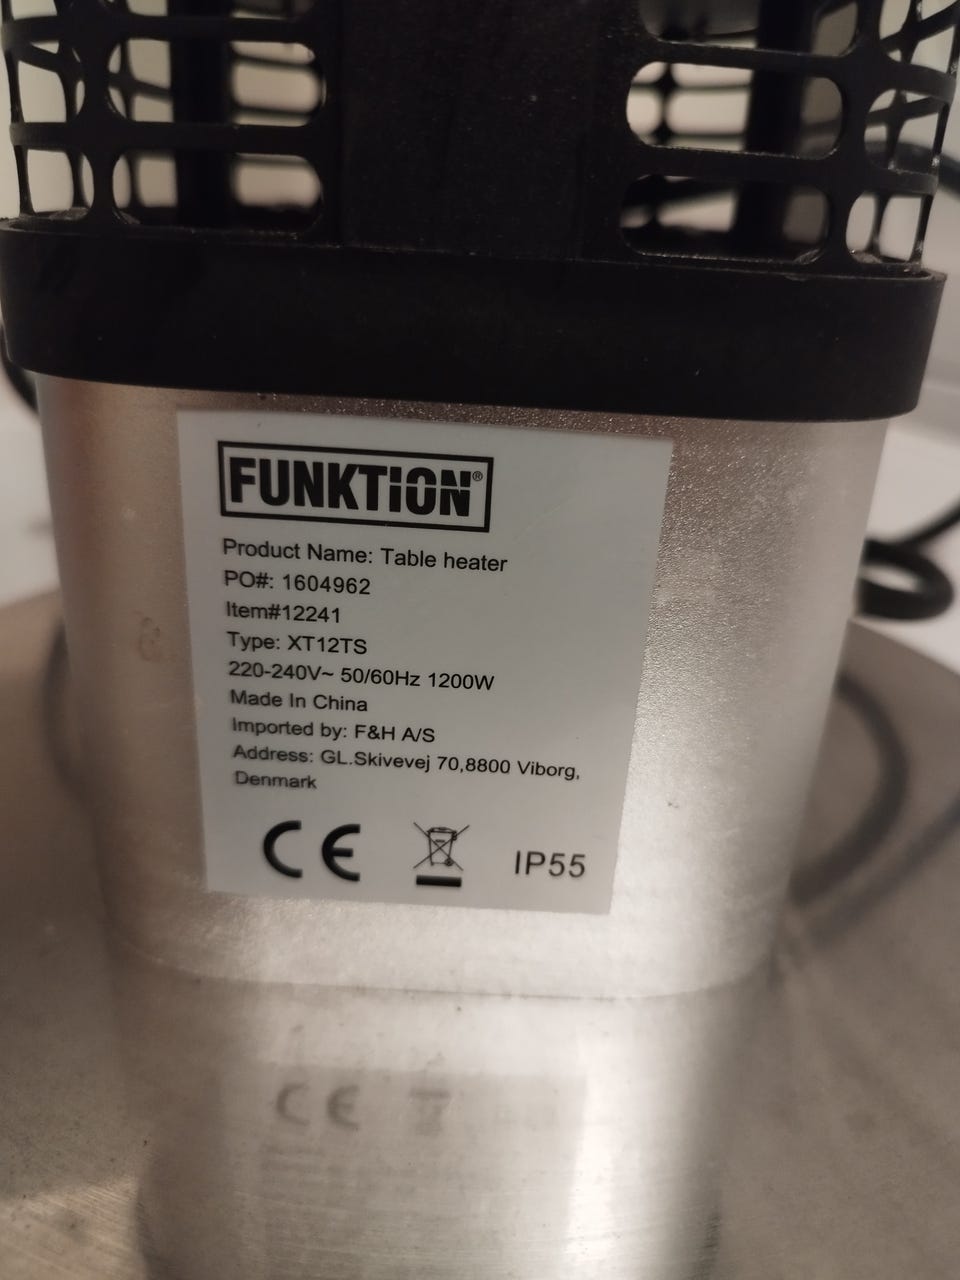 FUNKTION®
Product Name: Table heater
PO#: 1604962
Item#12241
Type: XT12TS
220-240V~ 50/60Hz 1200W
Made In China
Imported by: F&H A/S
Address: GL.Skivevej 70,8800 Viborg,
Denmark
CE IP55